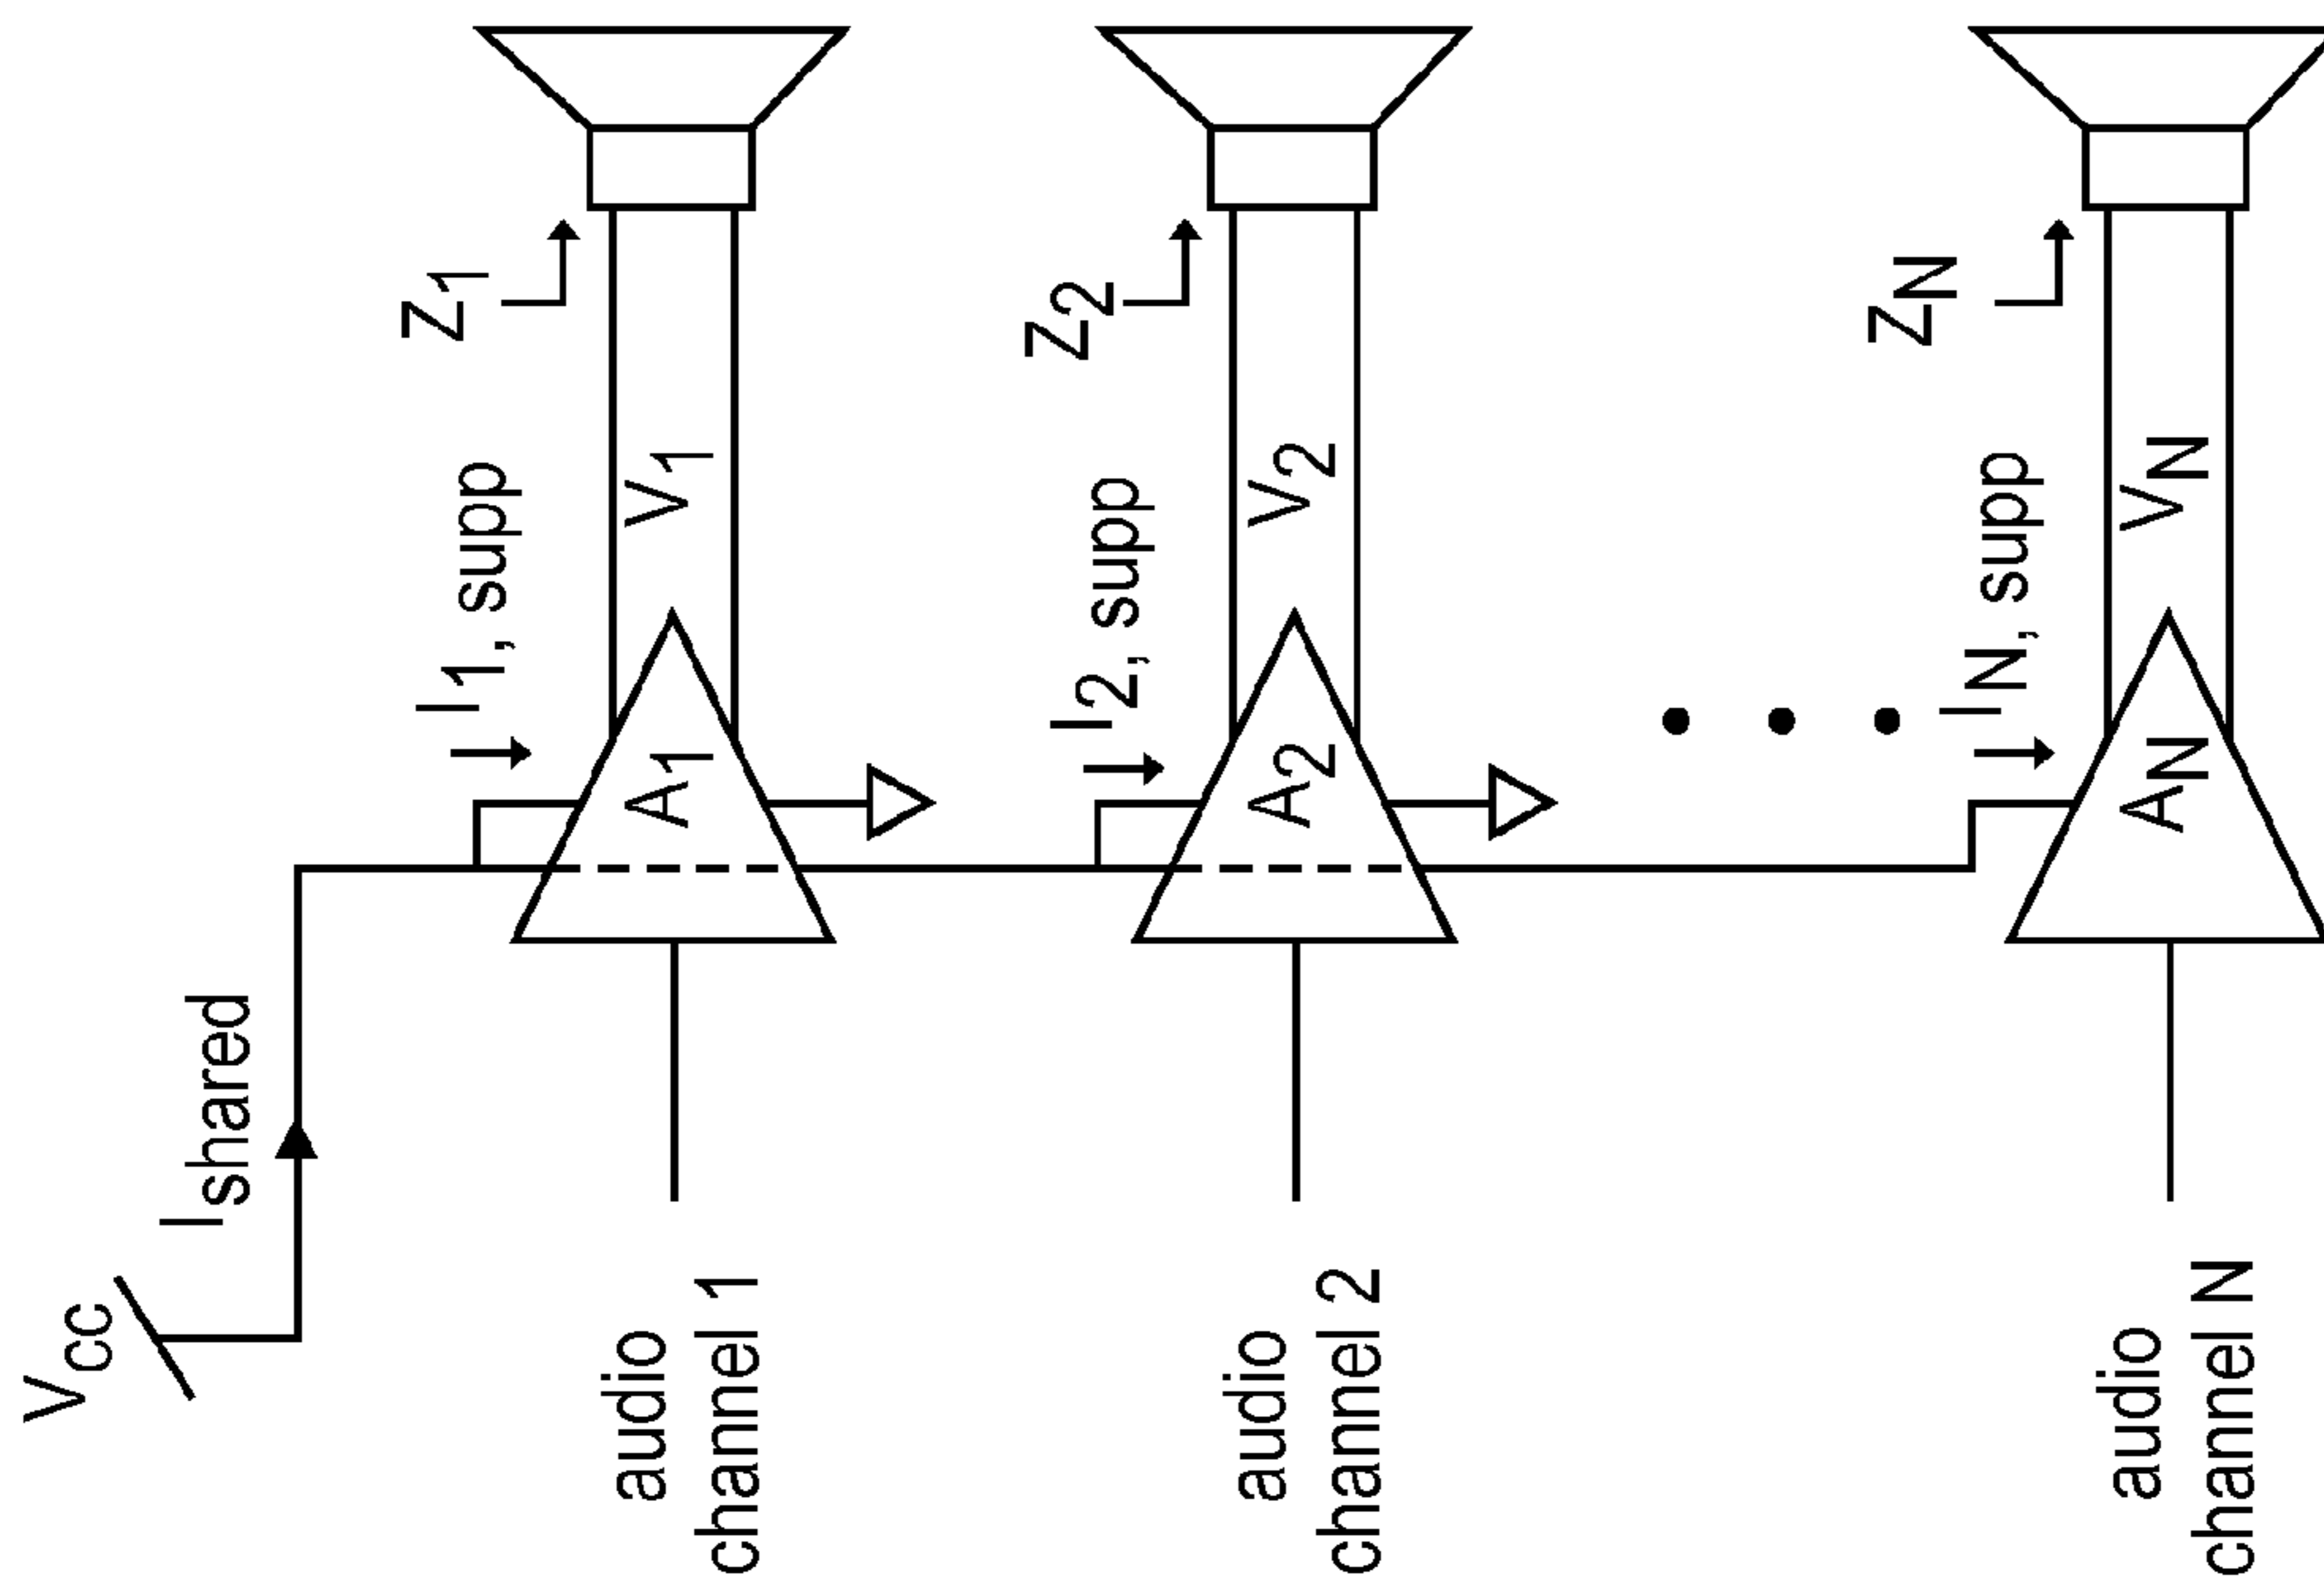 Vcc
Ishared
audio
channel 1
I1, supp
A1
V1
Z1
audio
channel 2
I2, supp
A2
V2
Z2
audio
channel N
IN, supp
AN
VN
ZN